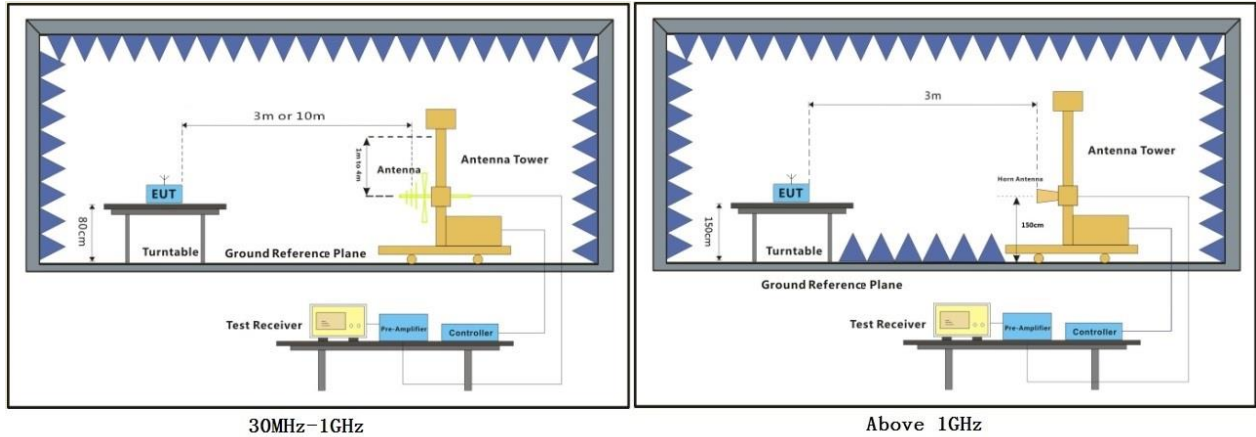 3m or 10m
1m to 4m
Antenna
Antenna Tower
EUT
80cm
Turntable
Ground Reference Plane
Test Receiver
Pre-Amplifier
Controller
30MHz-1GHz
3m
Antenna Tower
Horn Antenna
EUT
150cm
150cm
Turntable
Ground Reference Plane
Test Receiver
Pre-Amplifier
Controller
Above 1GHz